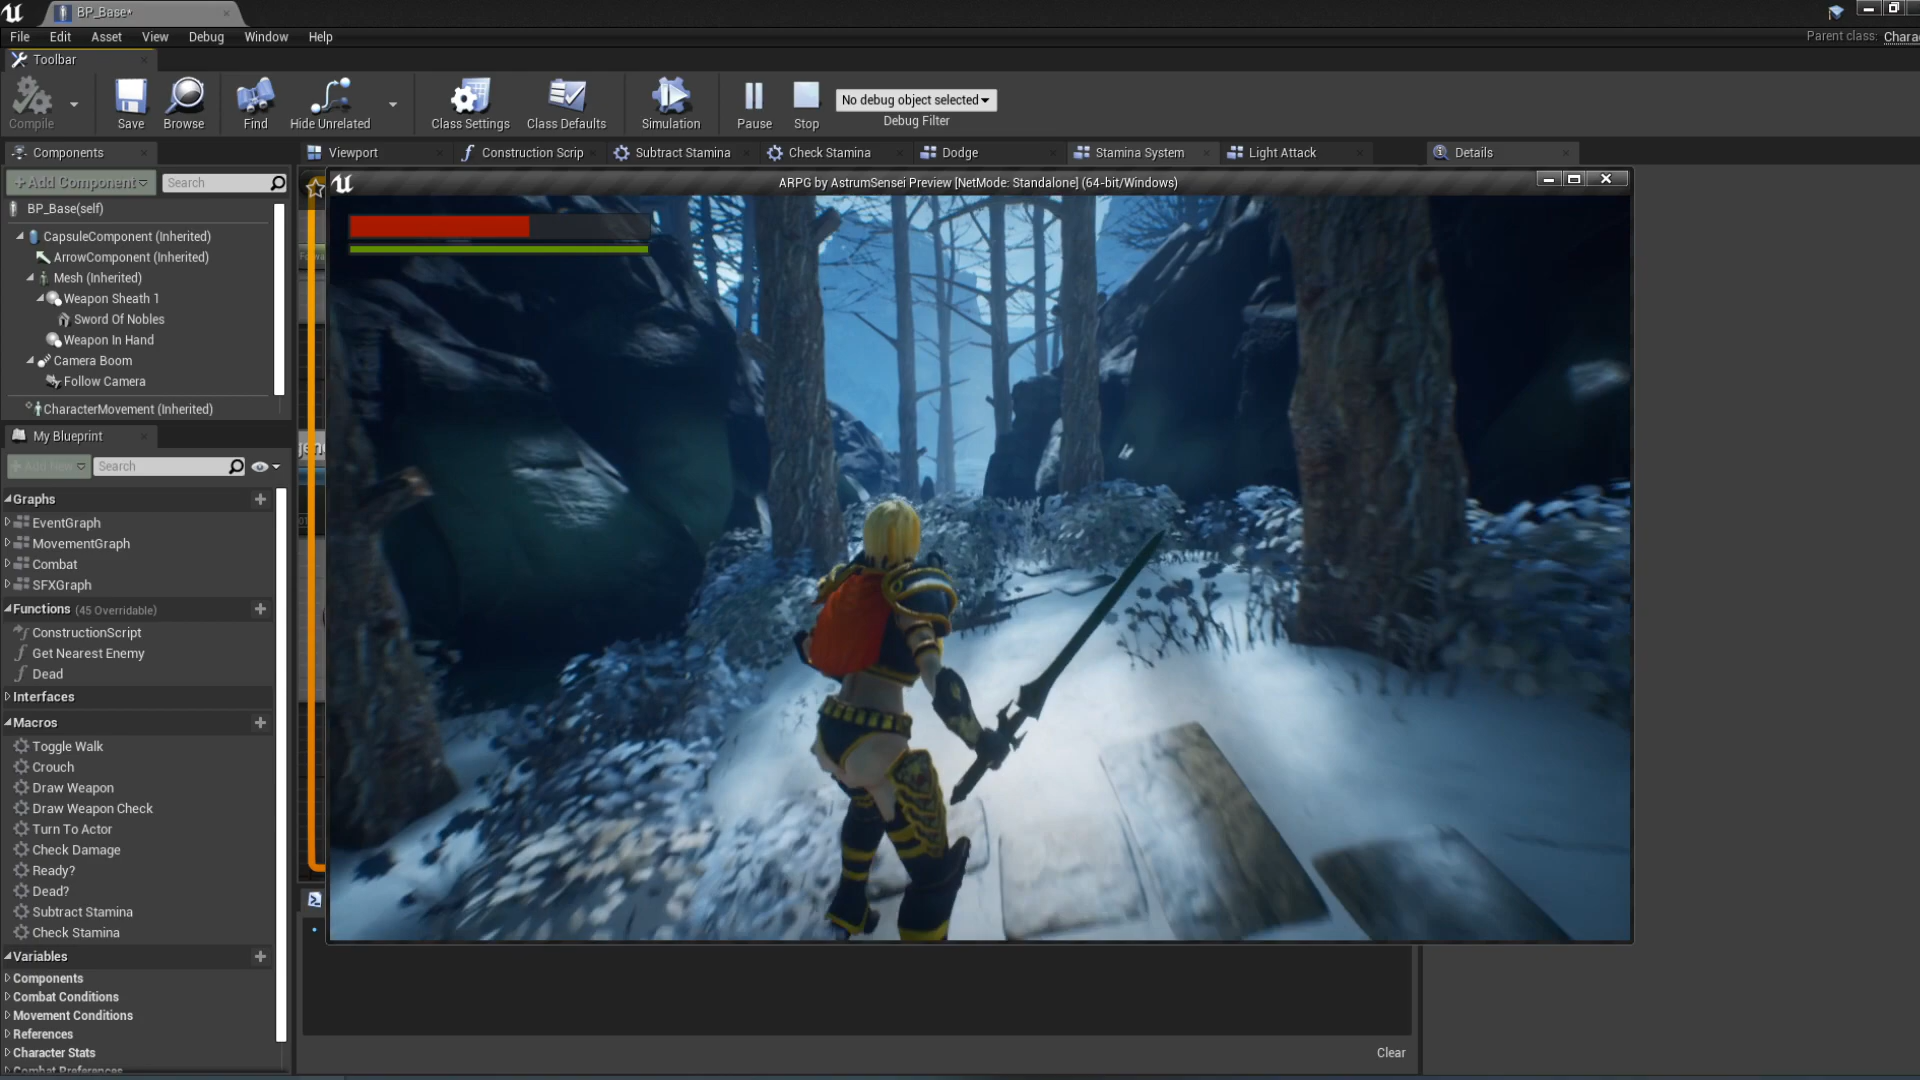 BP_Base*
File Edit Asset View Debug Window Help
Parent class: Charac
Toolbar
Compile
Save
Browse
Find
Hide Unrelated
Class Settings
Class Defaults
Simulation
Pause
Stop
No debug object selected
Debug Filter
Components
Viewport
Construction Scrip
Subtract Stamina
Check Stamina
Dodge
Stamina System
Light Attack
Details
+Add Component
Search
ARPG by AstrumSensei Preview [NetMode: Standalone] (64-bit/Windows)
BP_Base(self)
CapsuleComponent (Inherited)
ArrowComponent (Inherited)
Mesh (Inherited)
Weapon Sheath 1
Sword Of Nobles
Weapon In Hand
Camera Boom
Follow Camera
CharacterMovement (Inherited)
My Blueprint
+Add New
Search
Graphs
EventGraph
MovementGraph
Combat
SFXGraph
Functions (45 Overridable)
ConstructionScript
Get Nearest Enemy
Dead
Interfaces
Macros
Toggle Walk
Crouch
Draw Weapon
Draw Weapon Check
Turn To Actor
Check Damage
Ready?
Dead?
Subtract Stamina
Check Stamina
Variables
Components
Combat Conditions
Movement Conditions
References
Character Stats
Combat Preferences
Clear